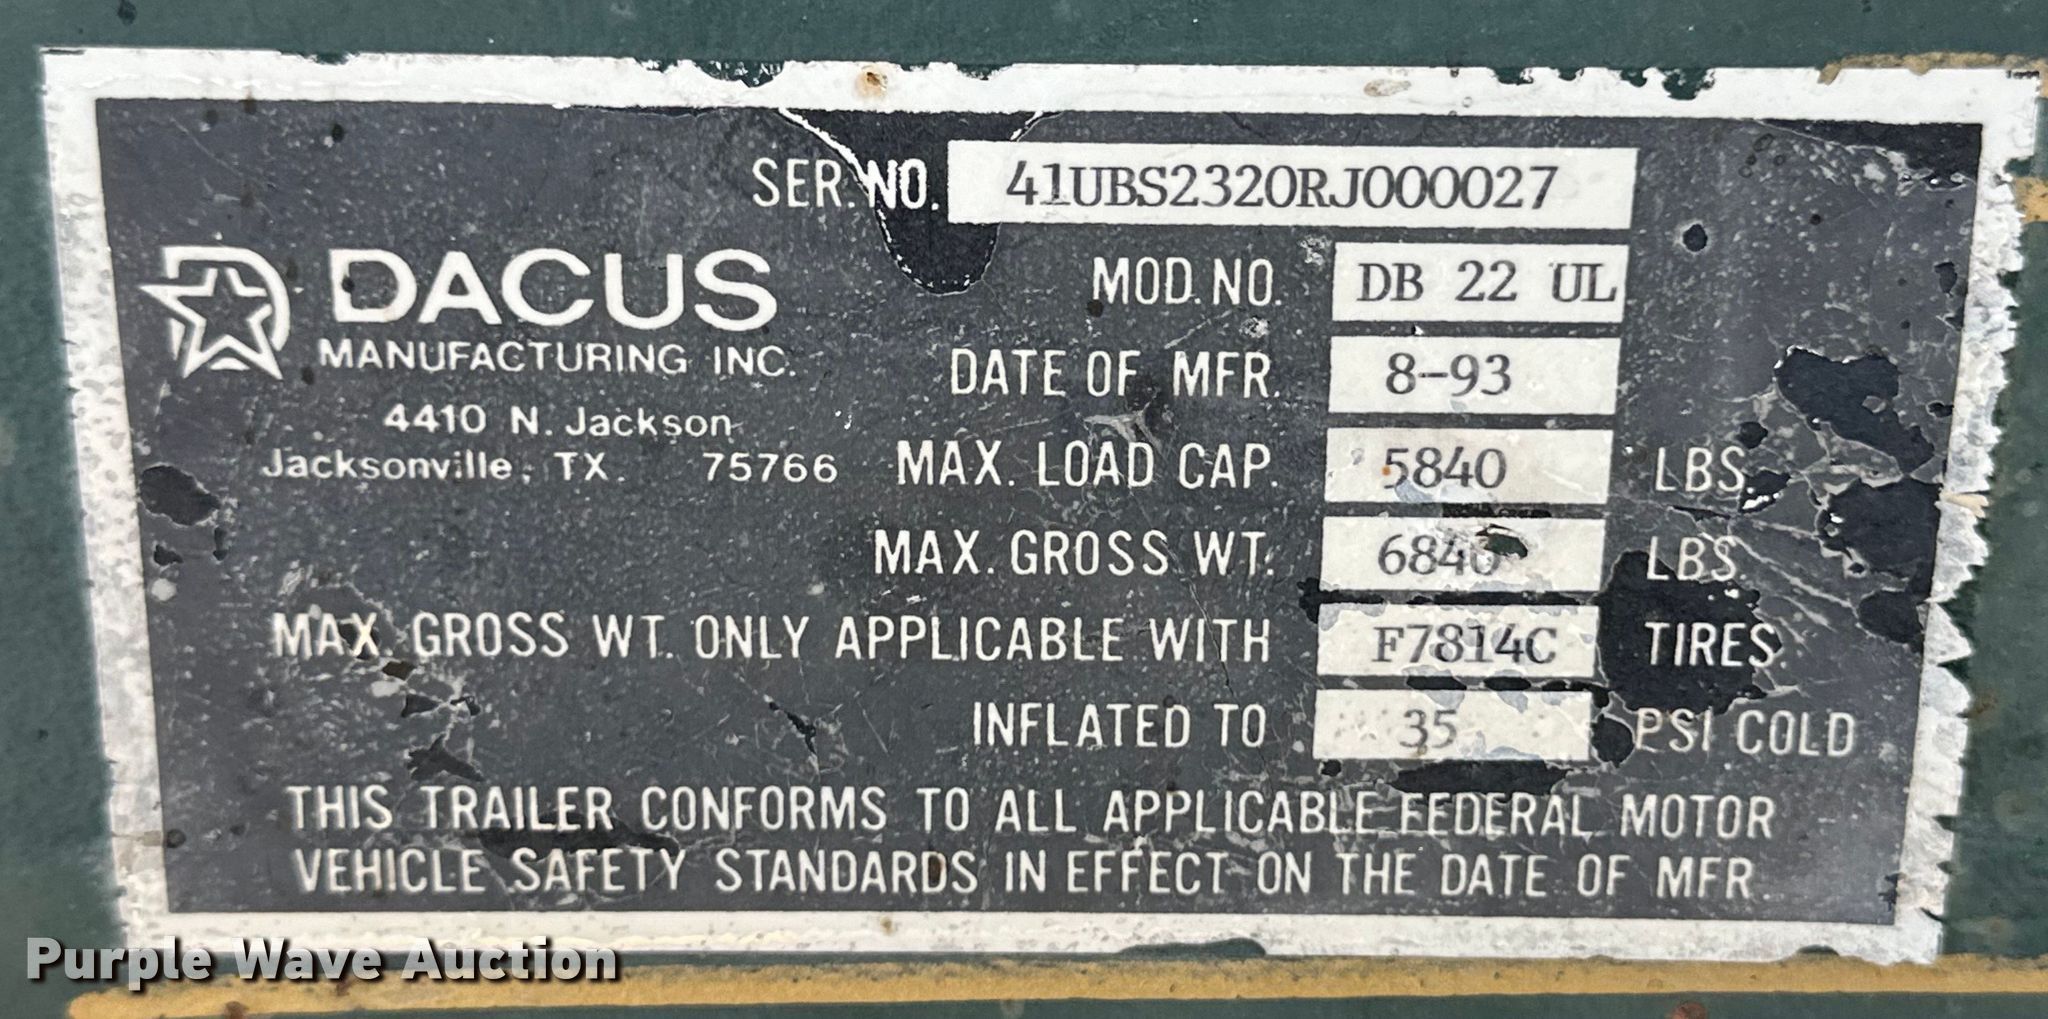 SER. NO. 41UBS2320RJ000027
DACUS
MANUFACTURING INC.
4410 N. Jackson
Jacksonville, TX. 75766
MOD. NO. DB 22 UL
DATE OF MFR. 8-93
MAX. LOAD CAP. 5840 LBS.
MAX. GROSS WT. 6840 LBS.
MAX. GROSS WT. ONLY APPLICABLE WITH F7814C TIRES
INFLATED TO 35 PSI COLD
THIS TRAILER CONFORMS TO ALL APPLICABLE FEDERAL MOTOR
VEHICLE SAFETY STANDARDS IN EFFECT ON THE DATE OF MFR.
Purple Wave Auction